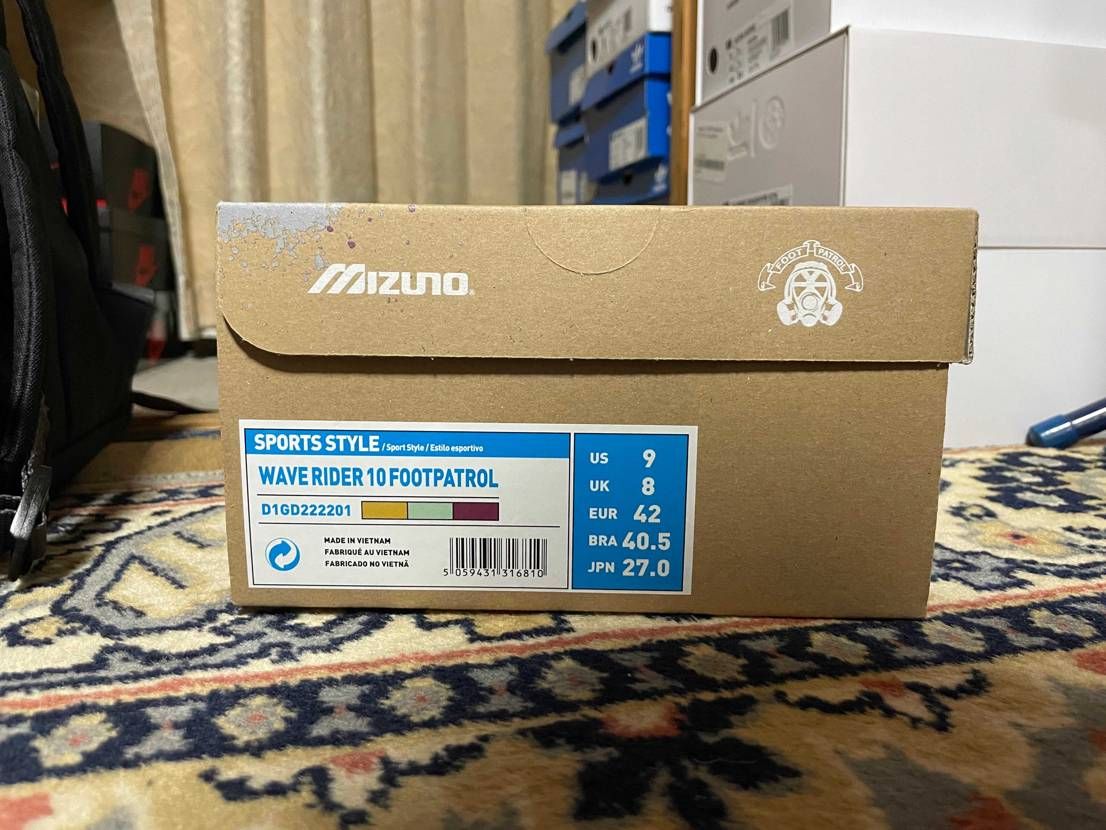 MIZUNO
FOOT PATROL
SPORTS STYLE / Sport Style / Estilo esportivo
WAVE RIDER 10 FOOTPATROL
D1GD222201
MADE IN VIETNAM
FABRIQUÉ AU VIETNAM
FABRICADO NO VIETNÃ
5 059431 316810
US 9
UK 8
EUR 42
BRA 40.5
JPN 27.0